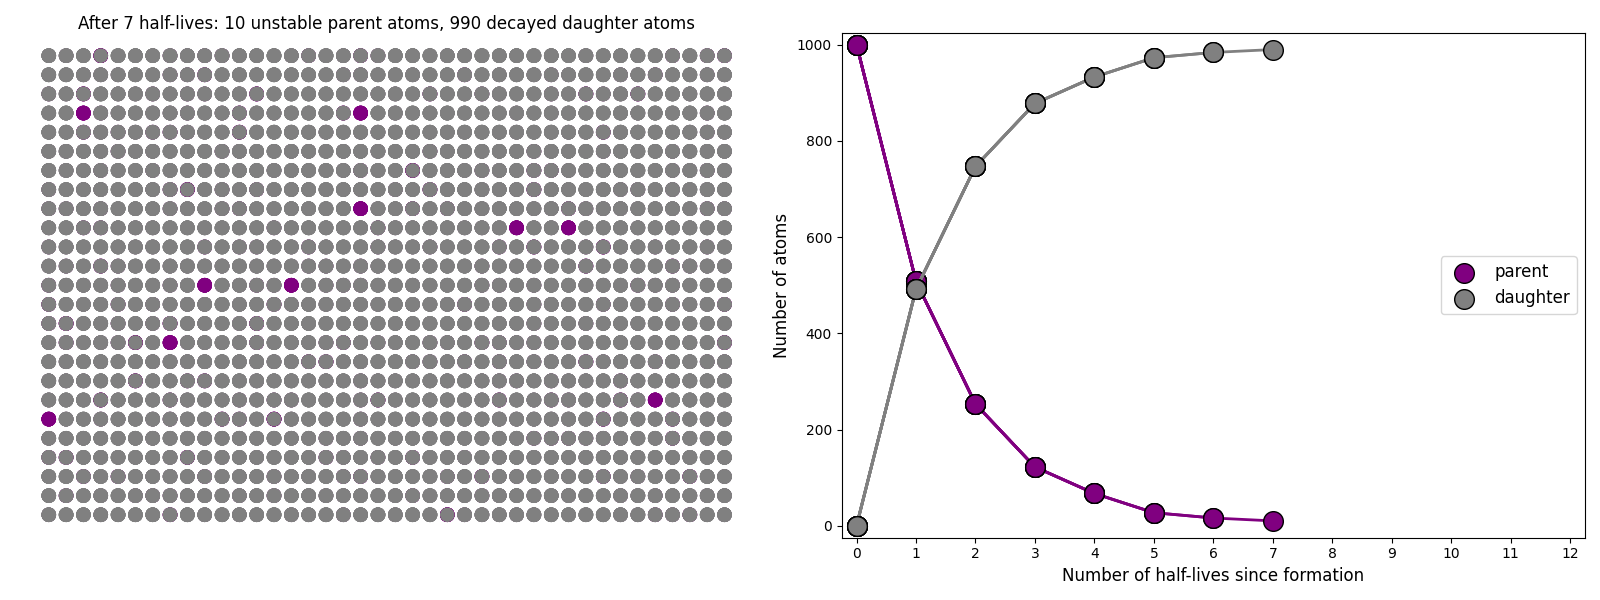 After 7 half-lives: 10 unstable parent atoms, 990 decayed daughter atoms
1000
800
600
400
200
0
Number of atoms
parent
daughter
0 1 2 3 4 5 6 7 8 9 10 11 12
Number of half-lives since formation